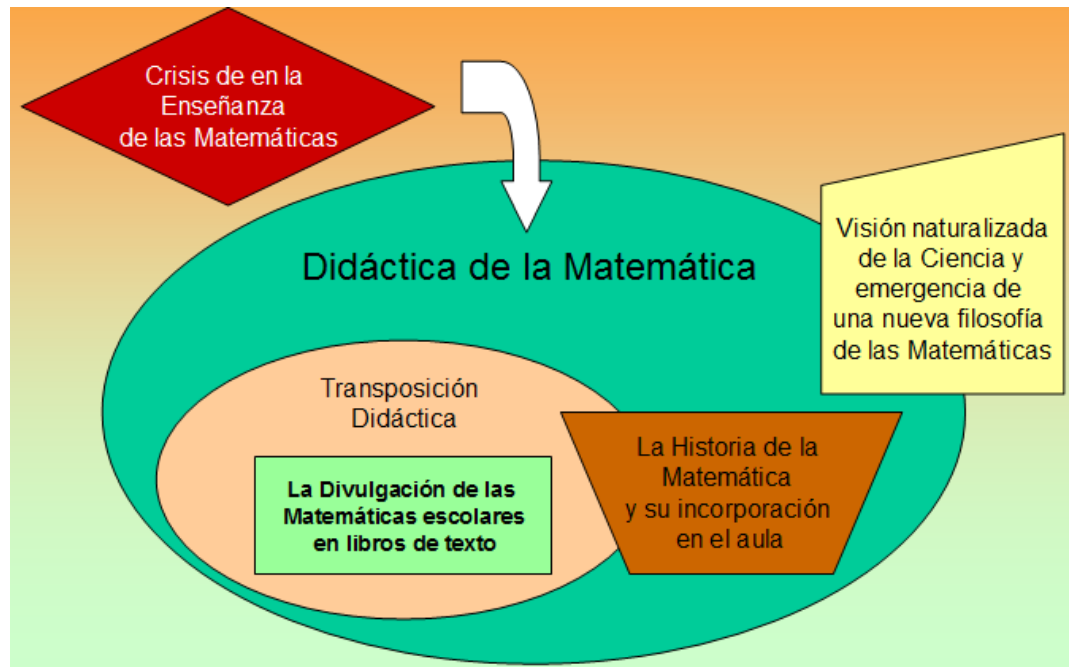 Crisis de en la
Enseñanza
de las Matemáticas
Didáctica de la Matemática
Visión naturalizada
de la Ciencia y
emergencia de
una nueva filosofía
de las Matemáticas
Transposición
Didáctica
La Divulgación de las
Matemáticas escolares
en libros de texto
La Historia de la
Matemática
y su incorporación
en el aula